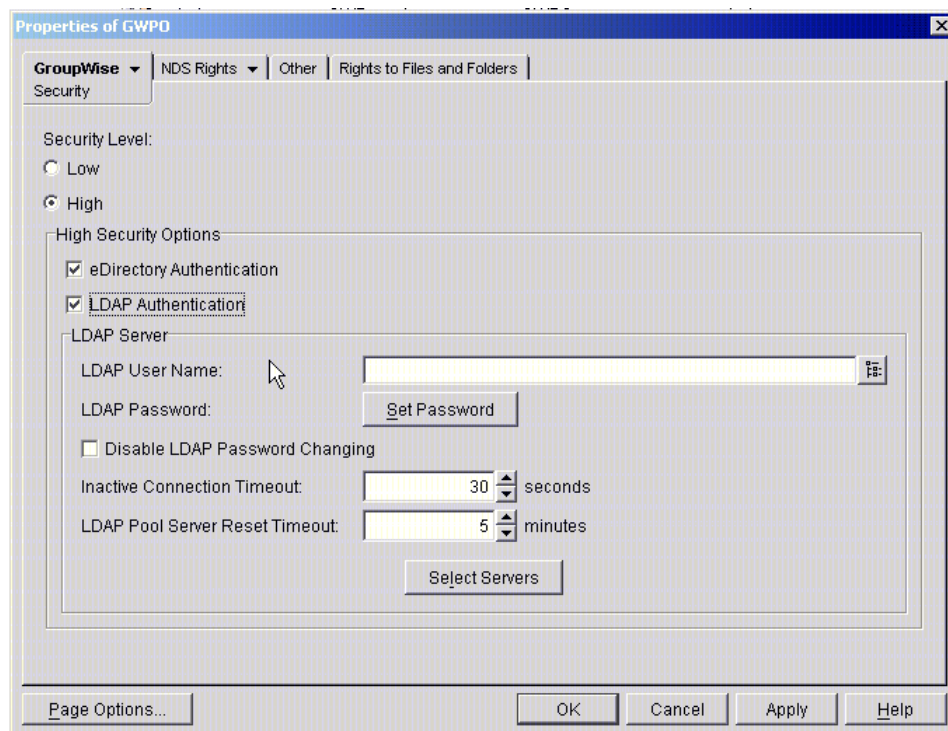 Properties of GWPO
GroupWise NDS Rights Other Rights to Files and Folders
Security
Security Level:
Low
High
High Security Options
eDirectory Authentication
LDAP Authentication
LDAP Server
LDAP User Name:
LDAP Password: Set Password
Disable LDAP Password Changing
Inactive Connection Timeout: 30 seconds
LDAP Pool Server Reset Timeout: 5 minutes
Select Servers
Page Options... OK Cancel Apply Help